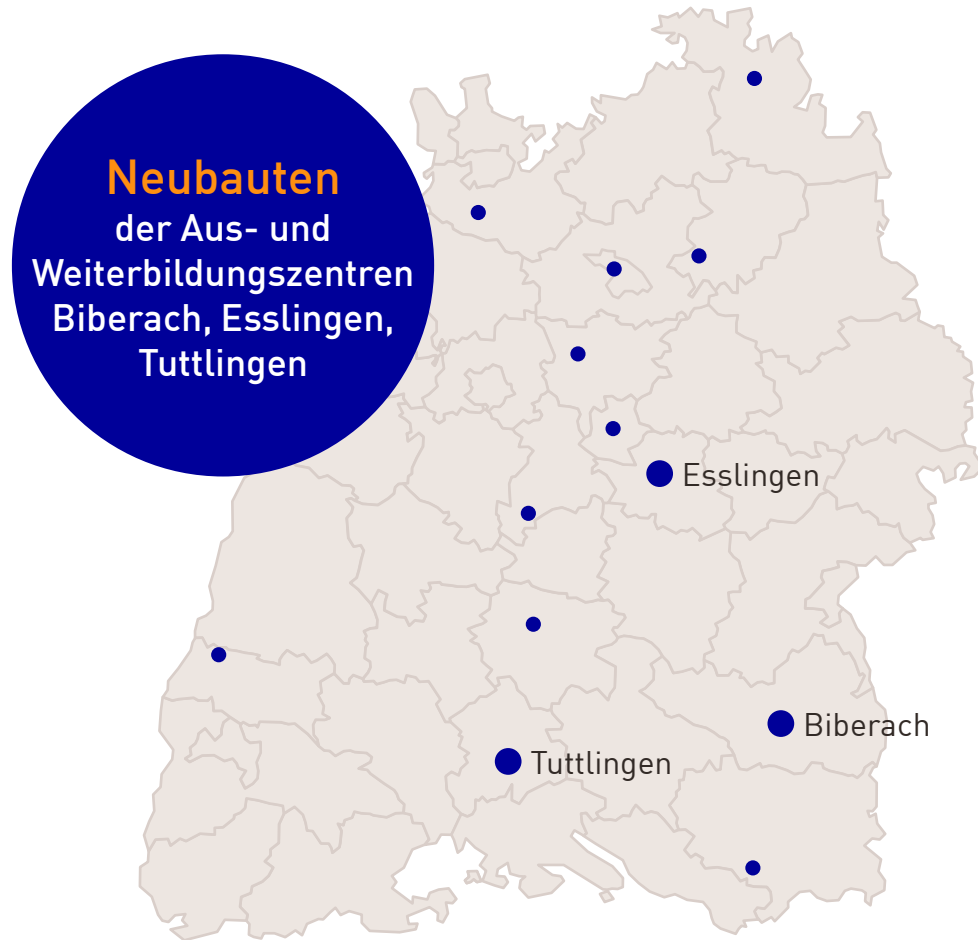 Neubauten
der Aus- und
Weiterbildungszentren
Biberach, Esslingen,
Tuttlingen
Esslingen
Biberach
Tuttlingen